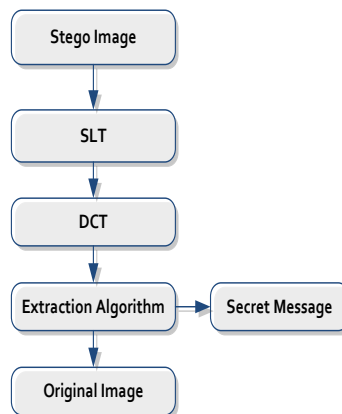 Stego Image
SLT
DCT
Extraction Algorithm
Secret Message
Original Image